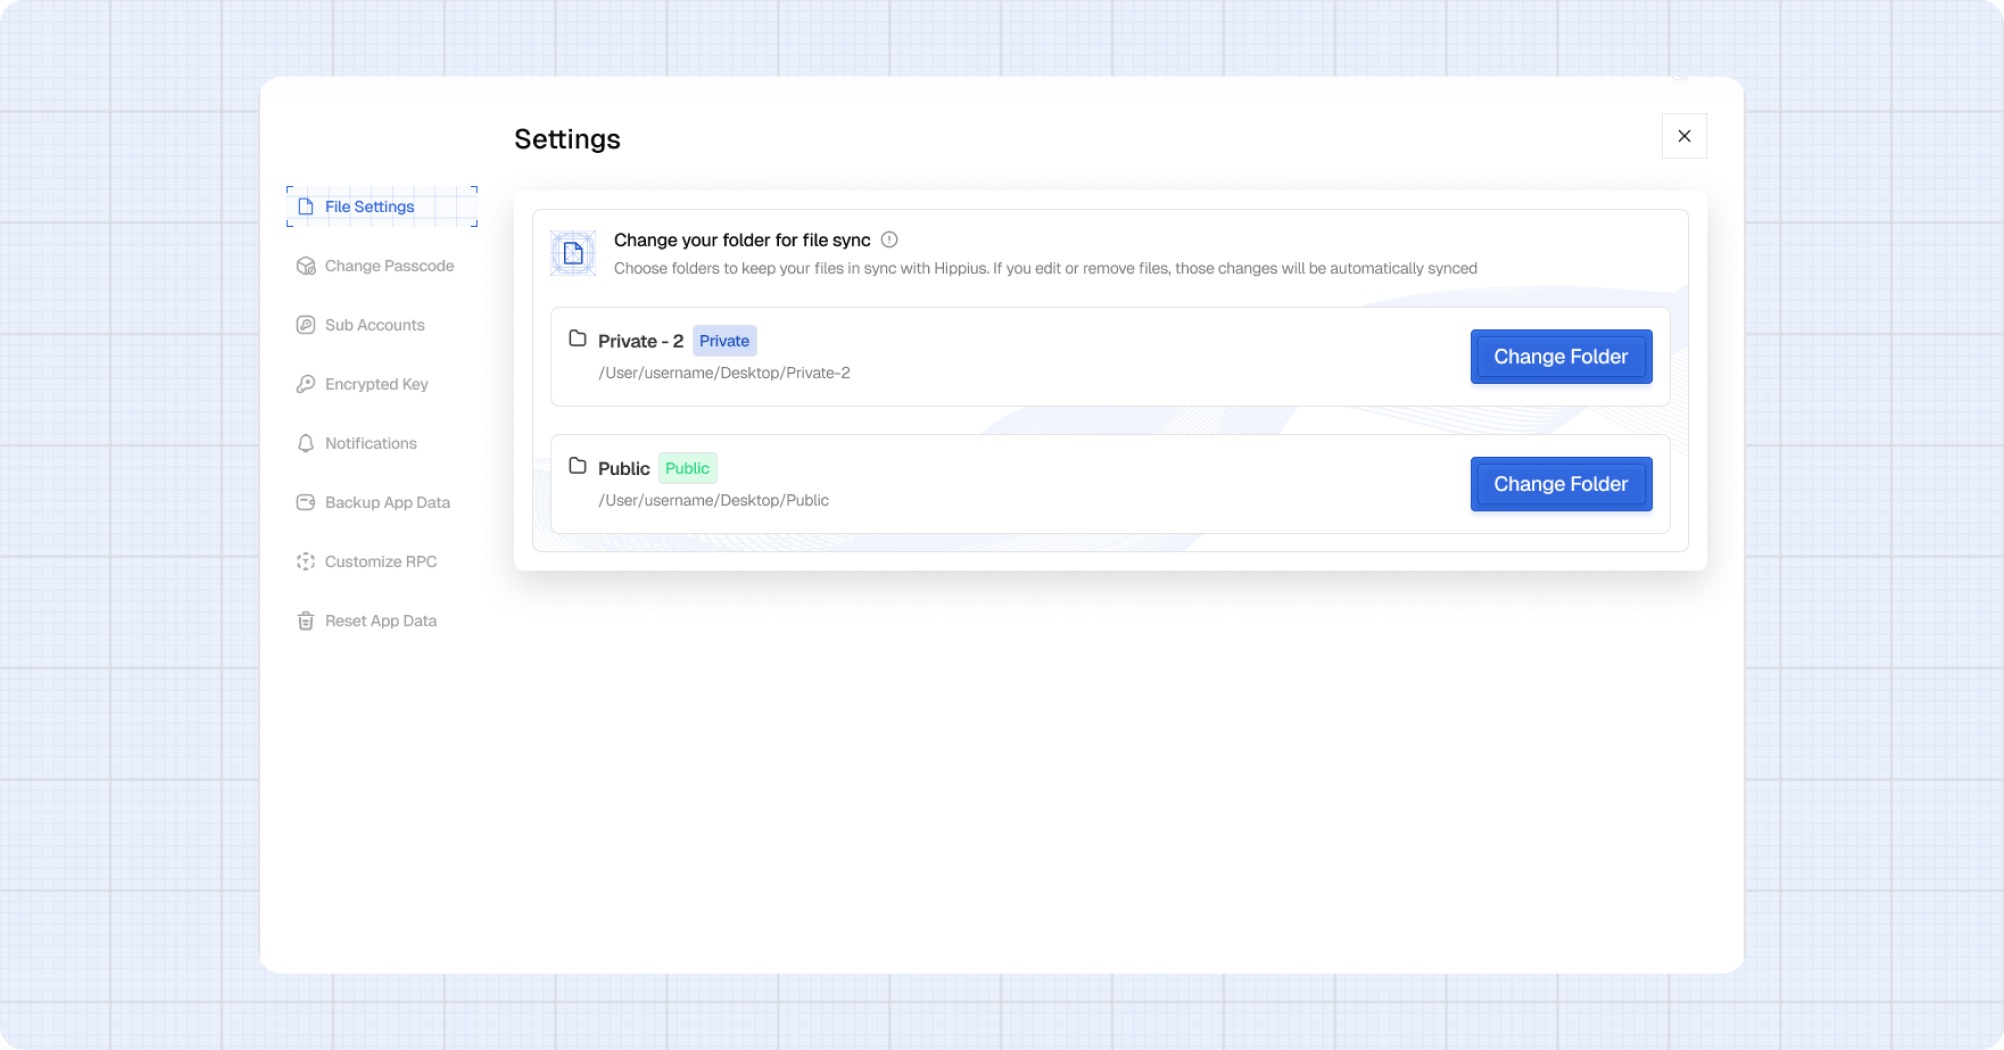 Settings
File Settings
Change Passcode
Sub Accounts
Encrypted Key
Notifications
Backup App Data
Customize RPC
Reset App Data
Change your folder for file sync
Choose folders to keep your files in sync with Hippius. If you edit or remove files, those changes will be automatically synced
Private - 2 Private
/User/username/Desktop/Private-2
Change Folder
Public Public
/User/username/Desktop/Public
Change Folder